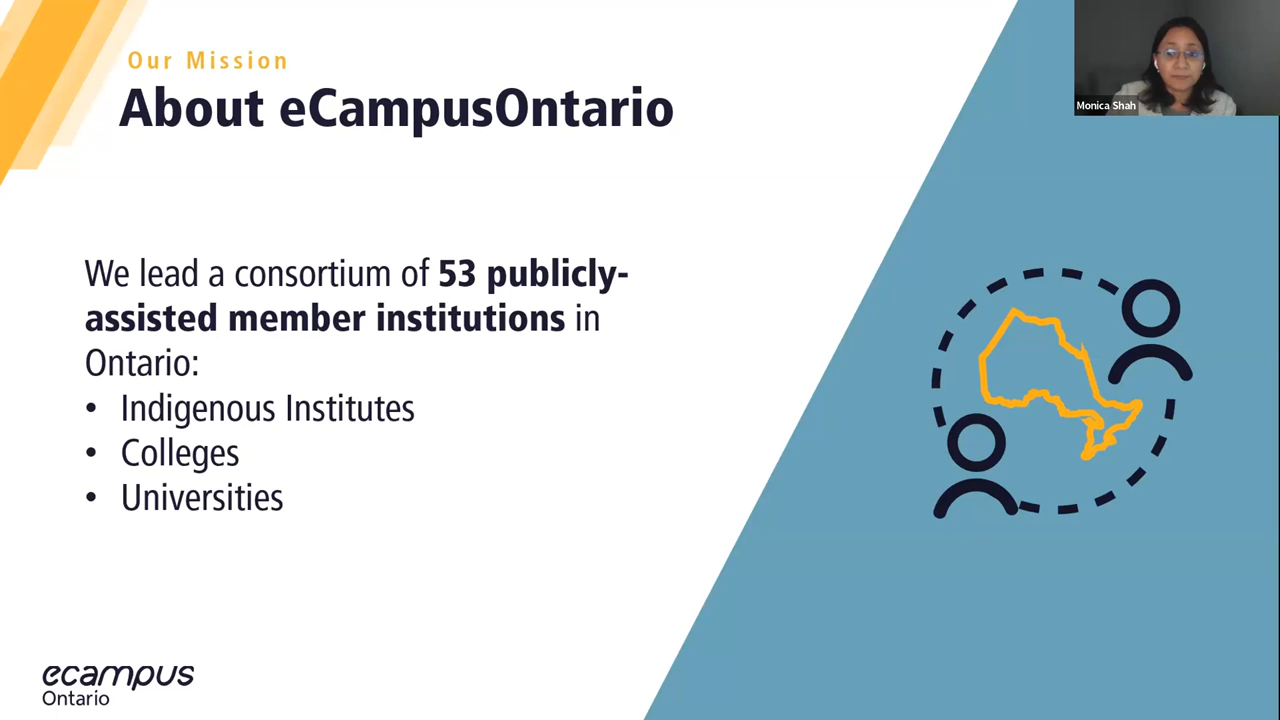 Our Mission
About eCampusOntario
Monica Shah
We lead a consortium of 53 publicly-
assisted member institutions in
Ontario:
• Indigenous Institutes
• Colleges
• Universities
ecampus
Ontario